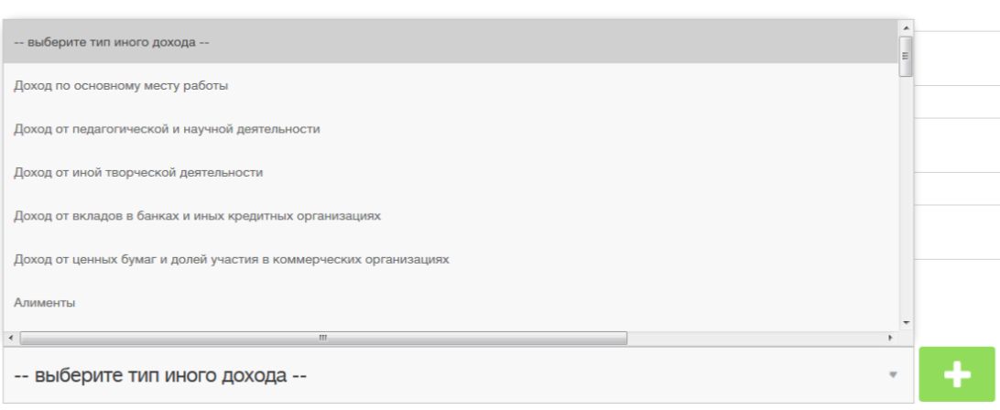 -- выберите тип иного дохода --
Доход по основному месту работы
Доход от педагогической и научной деятельности
Доход от иной творческой деятельности
Доход от вкладов в банках и иных кредитных организациях
Доход от ценных бумаг и долей участия в коммерческих организациях
Алименты
-- выберите тип иного дохода --